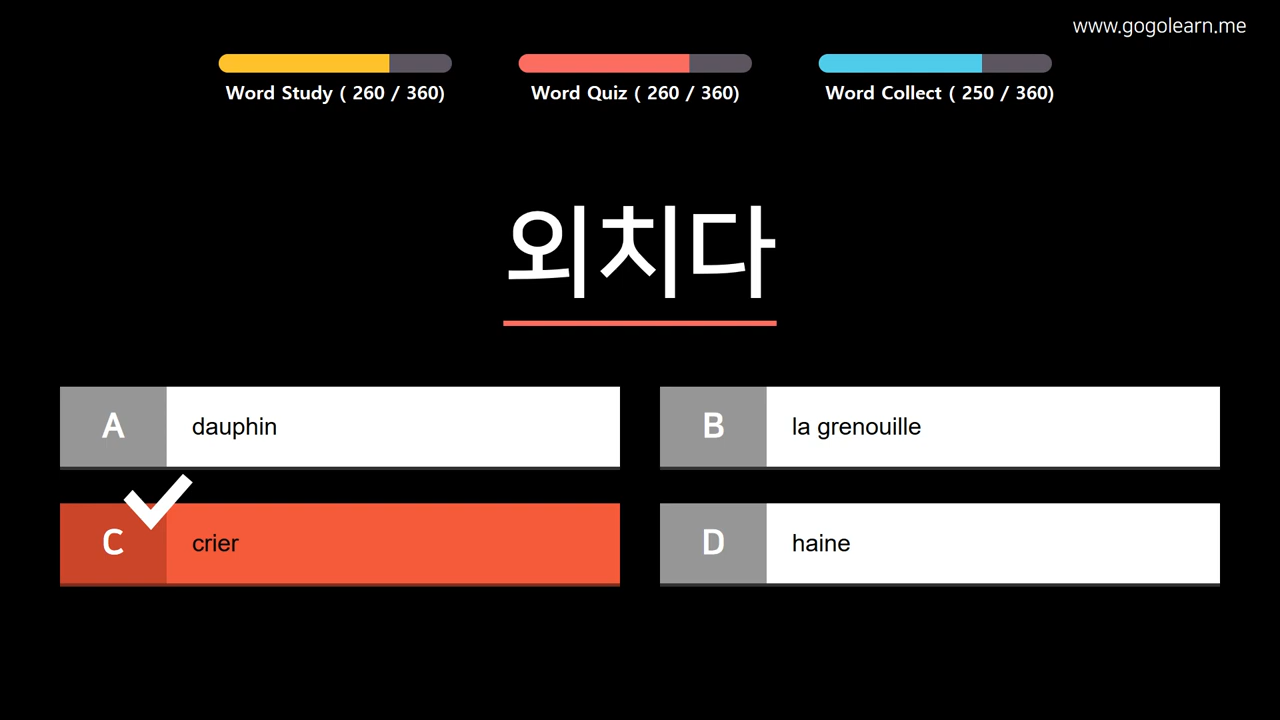 www.gogolearn.me
Word Study ( 260 / 360)
Word Quiz ( 260 / 360)
Word Collect ( 250 / 360)
외치다
A dauphin
B la grenouille
C crier
D haine